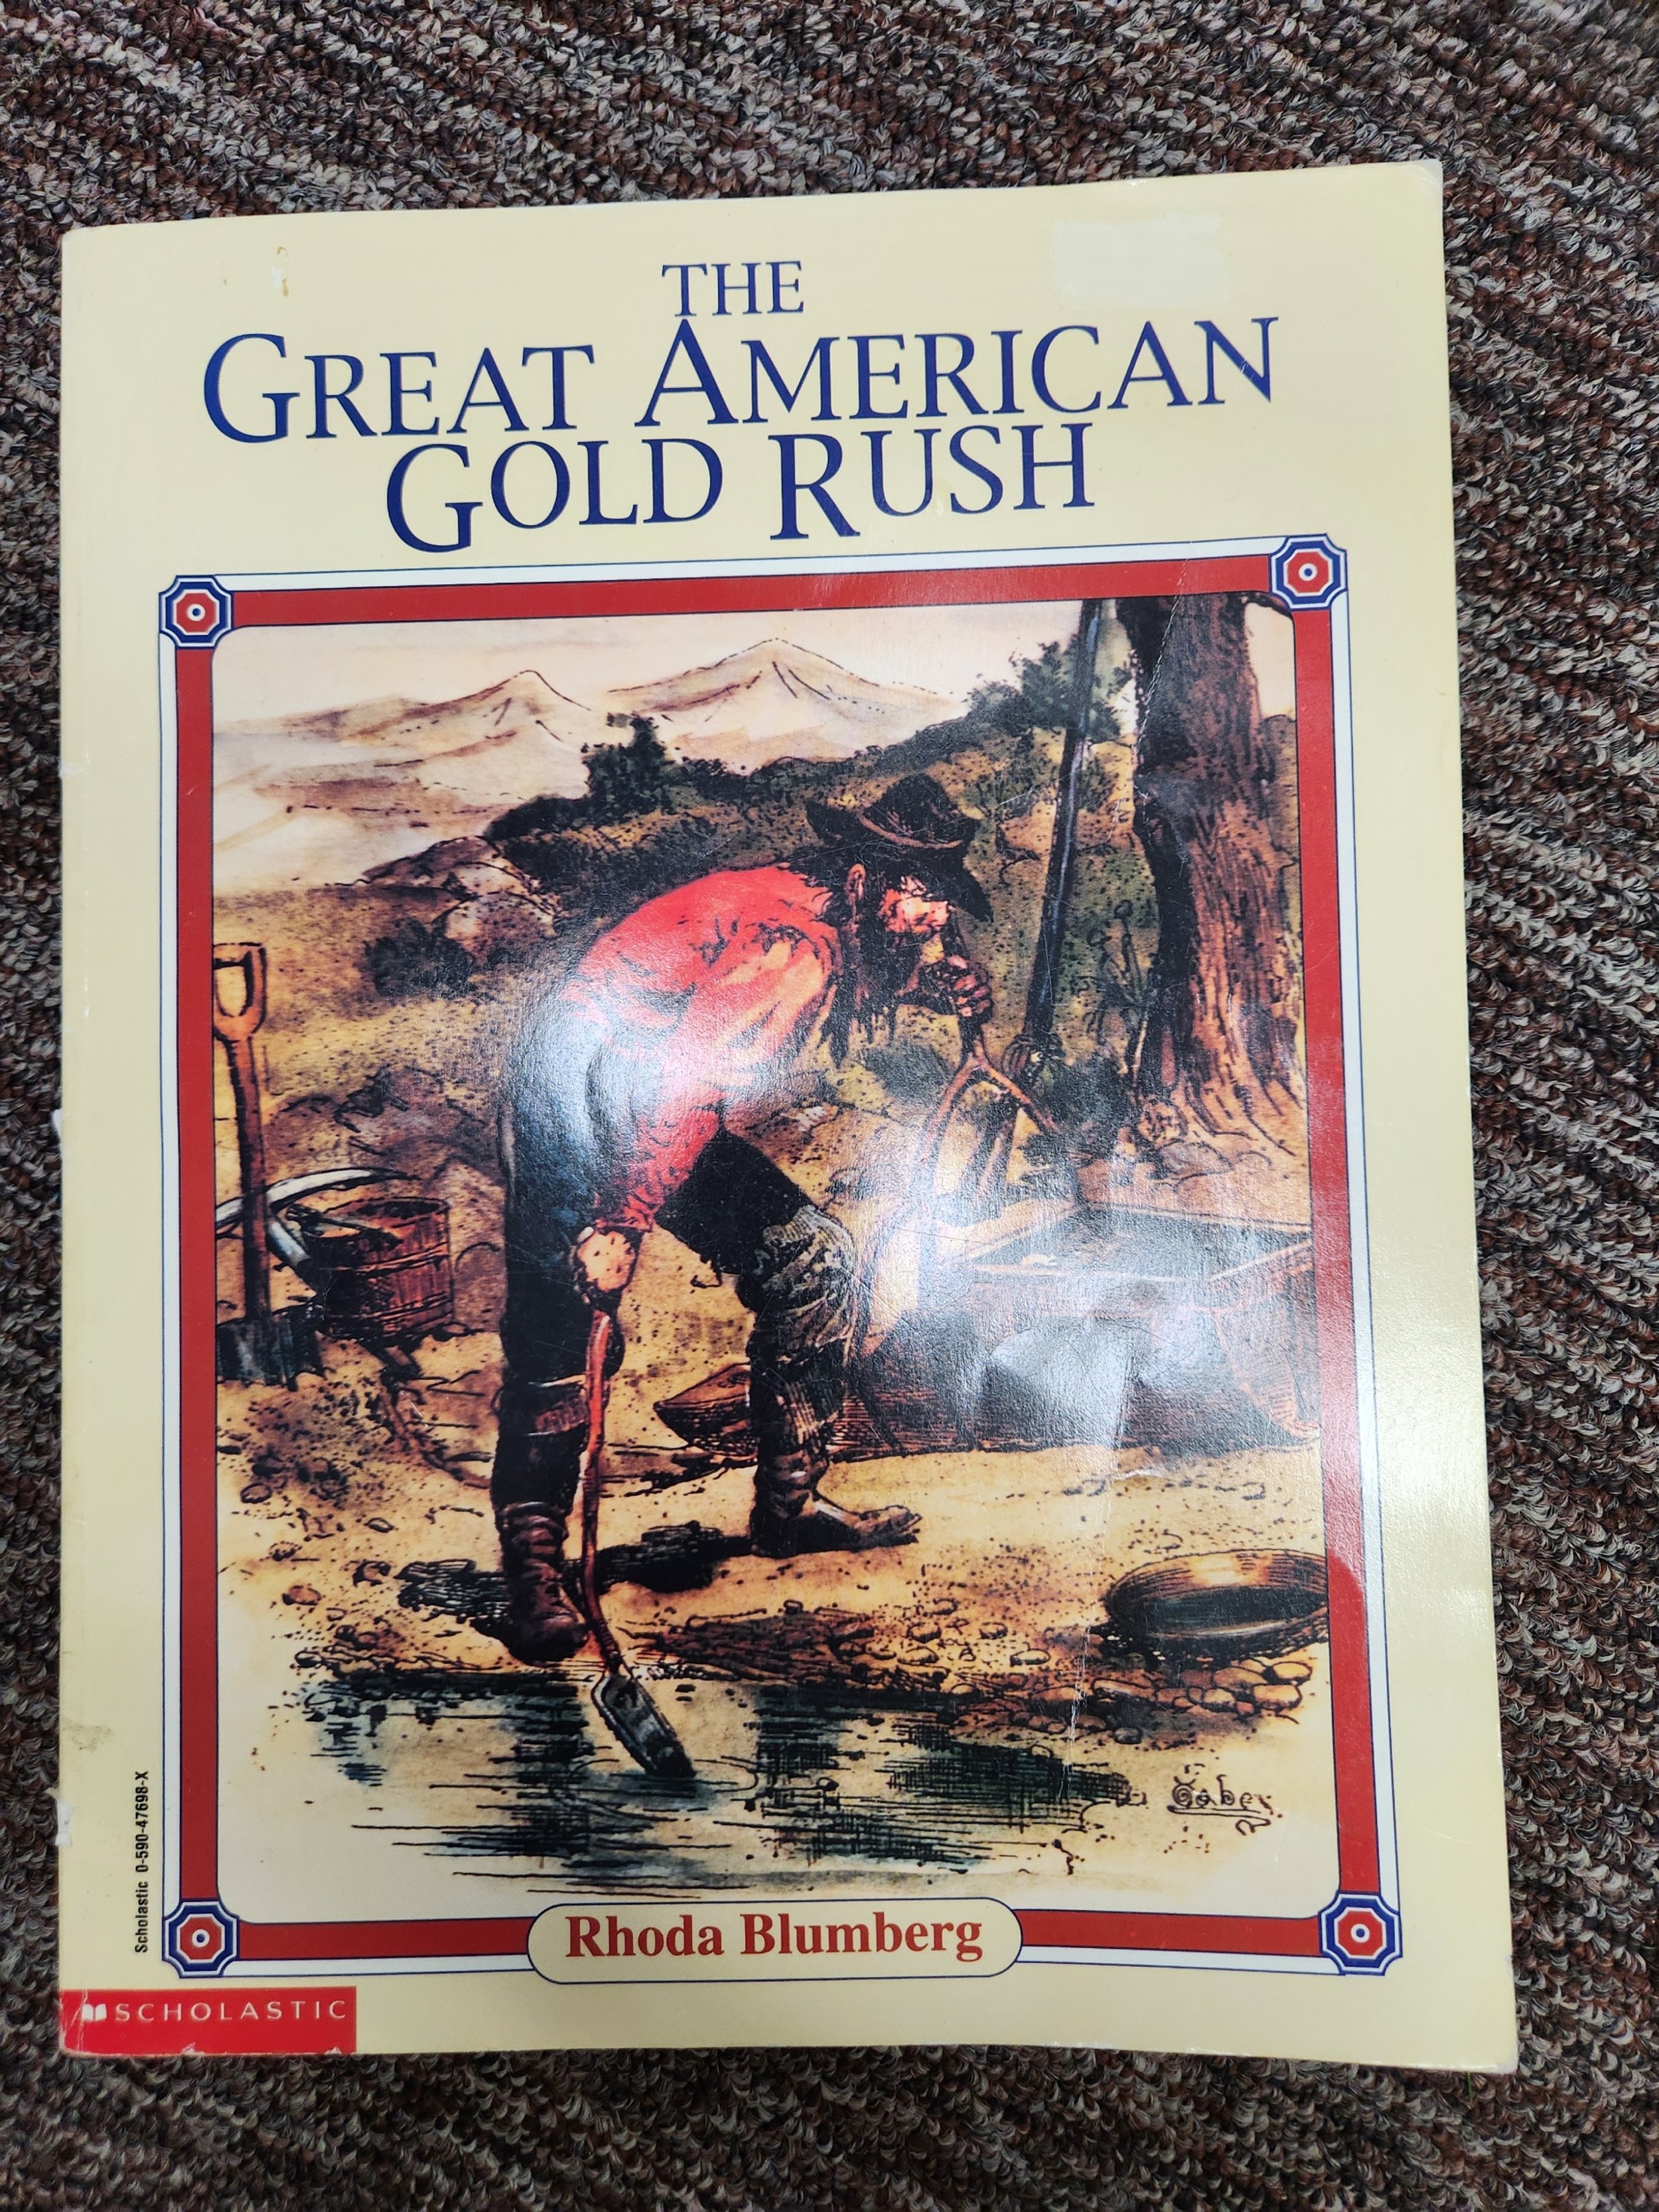 THE
GREAT AMERICAN
GOLD RUSH
Scholastic 0-590-47698-X
Rhoda Blumberg
SCHOLASTIC